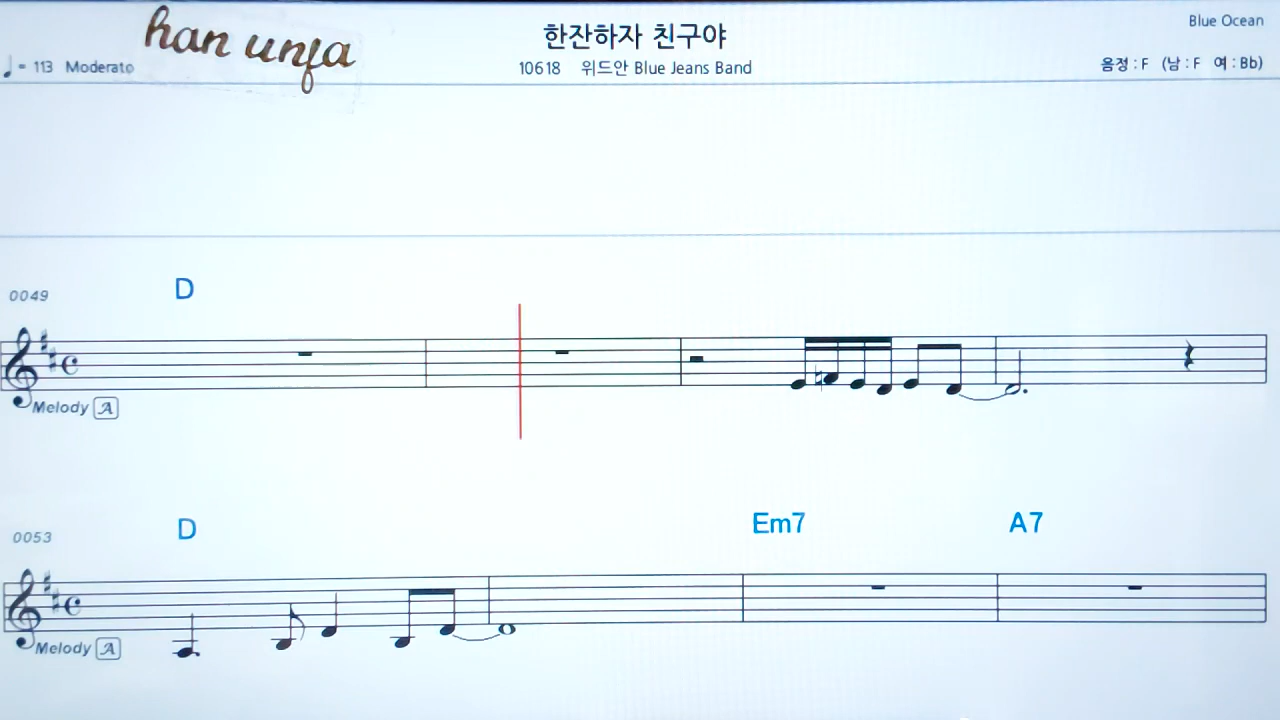 han unfa
한잔하자 친구야
Blue Ocean
♩= 113 Moderato
10618 위드안 Blue Jeans Band
음정 : F (남 : F 여 : Bb)
0049
D
Melody A
0053
D
Em7
A7
Melody A